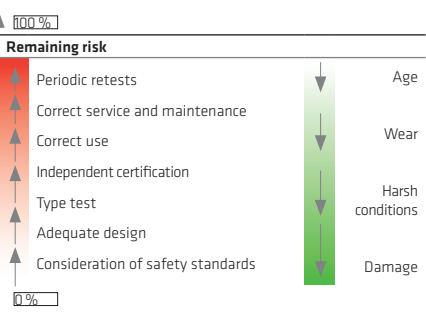 100 %
Remaining risk
Periodic retests
Correct service and maintenance
Correct use
Independent certification
Type test
Adequate design
Consideration of safety standards
0 %
Age
Wear
Harsh
conditions
Damage